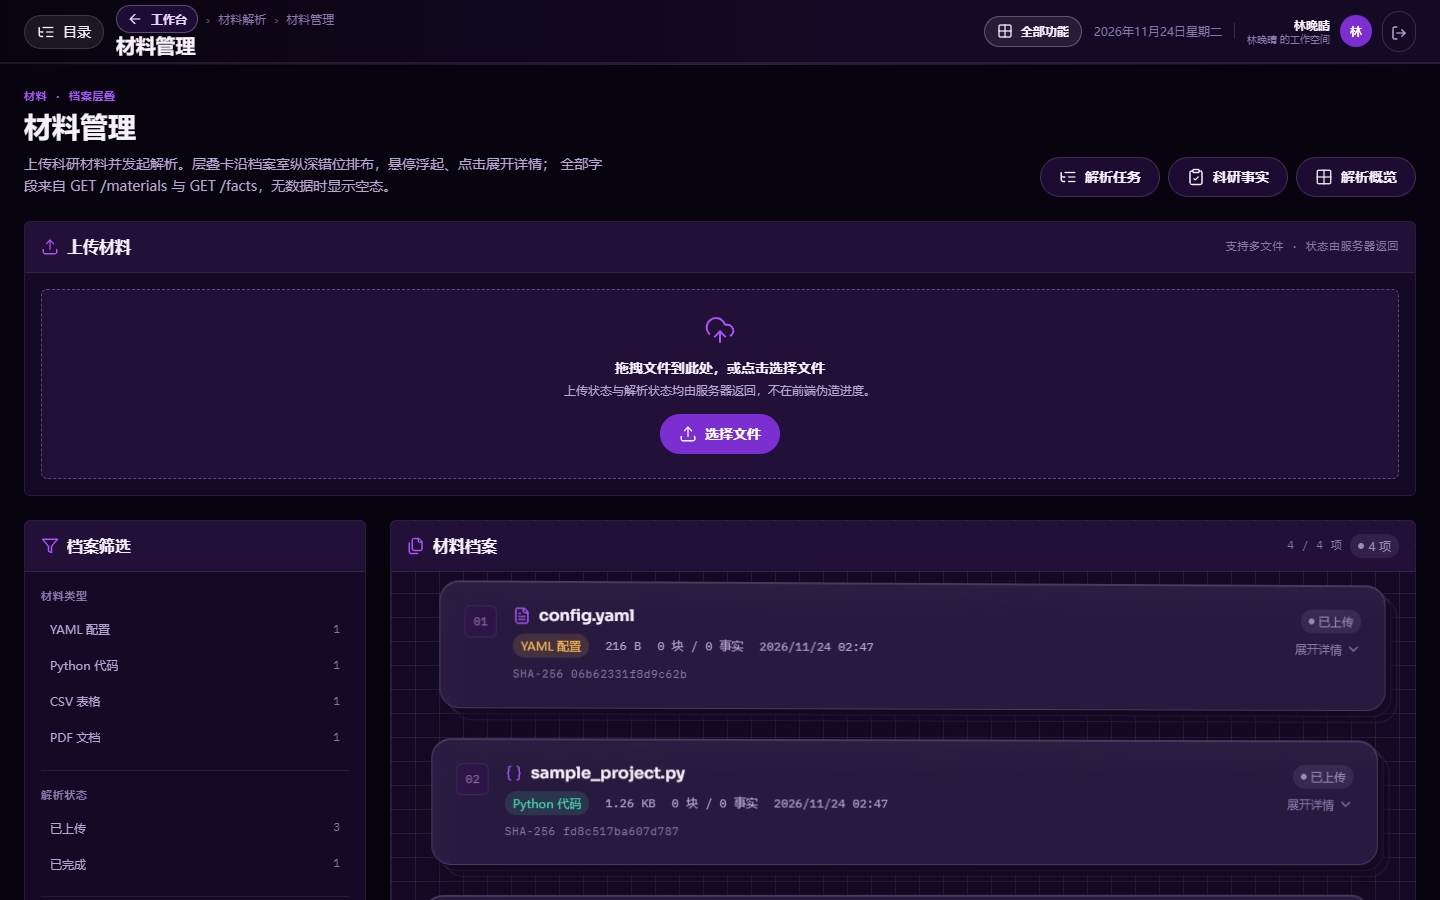 目录
工作台 › 材料解析 › 材料管理
材料管理
全部功能
2026年11月24日星期二
林晚晴
林晚晴 的工作空间
林
材料 · 档案层叠
材料管理
上传科研材料并发起解析。层叠卡沿档案室纵深错位排布，悬停浮起、点击展开详情； 全部字
段来自 GET /materials 与 GET /facts，无数据时显示空态。
解析任务
科研事实
解析概览
上传材料
支持多文件 · 状态由服务器返回
拖拽文件到此处，或点击选择文件
上传状态与解析状态均由服务器返回，不在前端伪造进度。
选择文件
档案筛选
材料类型
YAML 配置 1
Python 代码 1
CSV 表格 1
PDF 文档 1
解析状态
已上传 3
已完成 1
材料档案
4 / 4 项
4 项
01
config.yaml
已上传
YAML 配置 216 B 0 块 / 0 事实 2026/11/24 02:47
展开详情
SHA-256 06b62331f8d9c62b
02
sample_project.py
已上传
Python 代码 1.26 KB 0 块 / 0 事实 2026/11/24 02:47
展开详情
SHA-256 fd8c517ba607d787